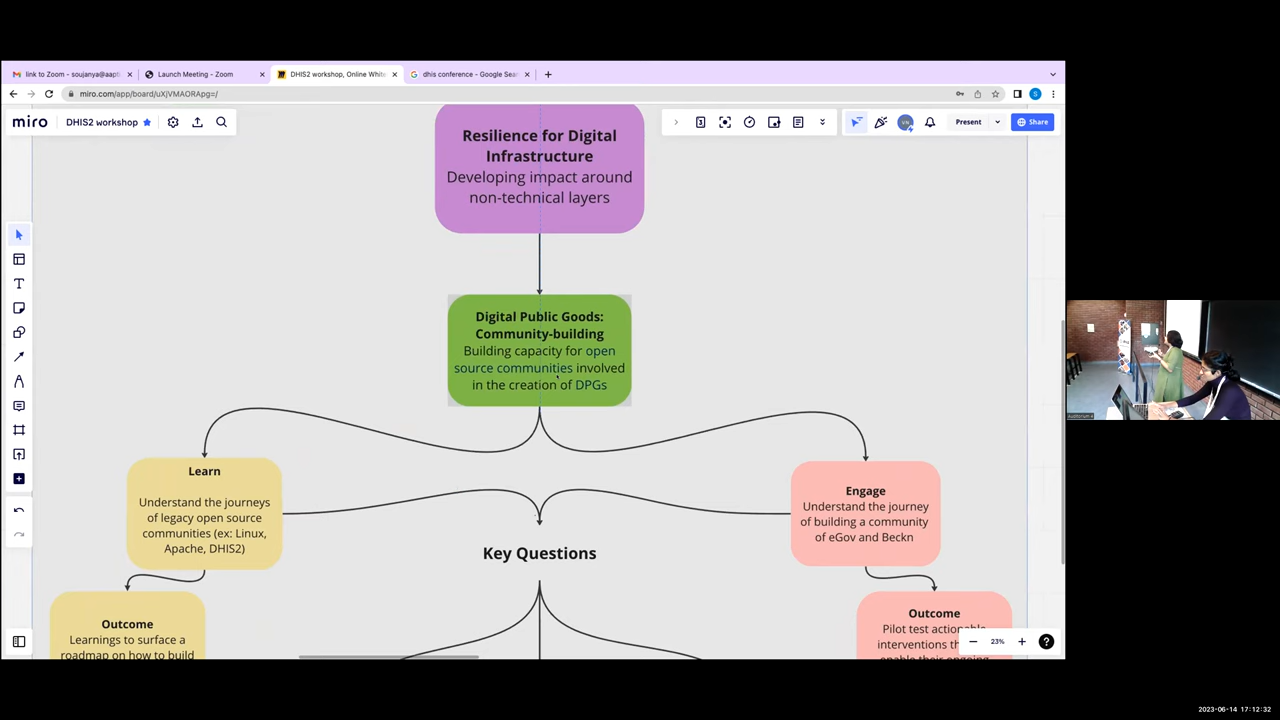 link to Zoom - soujanya@aapti
Launch Meeting - Zoom
DHIS2 workshop, Online White
dhis conference - Google Sear
miro.com/app/board/uXjVMAORApg=/
miro
DHIS2 workshop
Present
Share
Resilience for Digital
Infrastructure
Developing impact around
non-technical layers
Digital Public Goods:
Community-building
Building capacity for open
source communities involved
in the creation of DPGs
Learn
Understand the journeys
of legacy open source
communities (ex: Linux,
Apache, DHIS2)
Engage
Understand the journey
of building a community
of eGov and Beckn
Key Questions
Outcome
Learnings to surface a
roadmap on how to build
Outcome
Pilot test actionable
interventions th
enable their ongoing
23%
2023-06-14 17:12:32